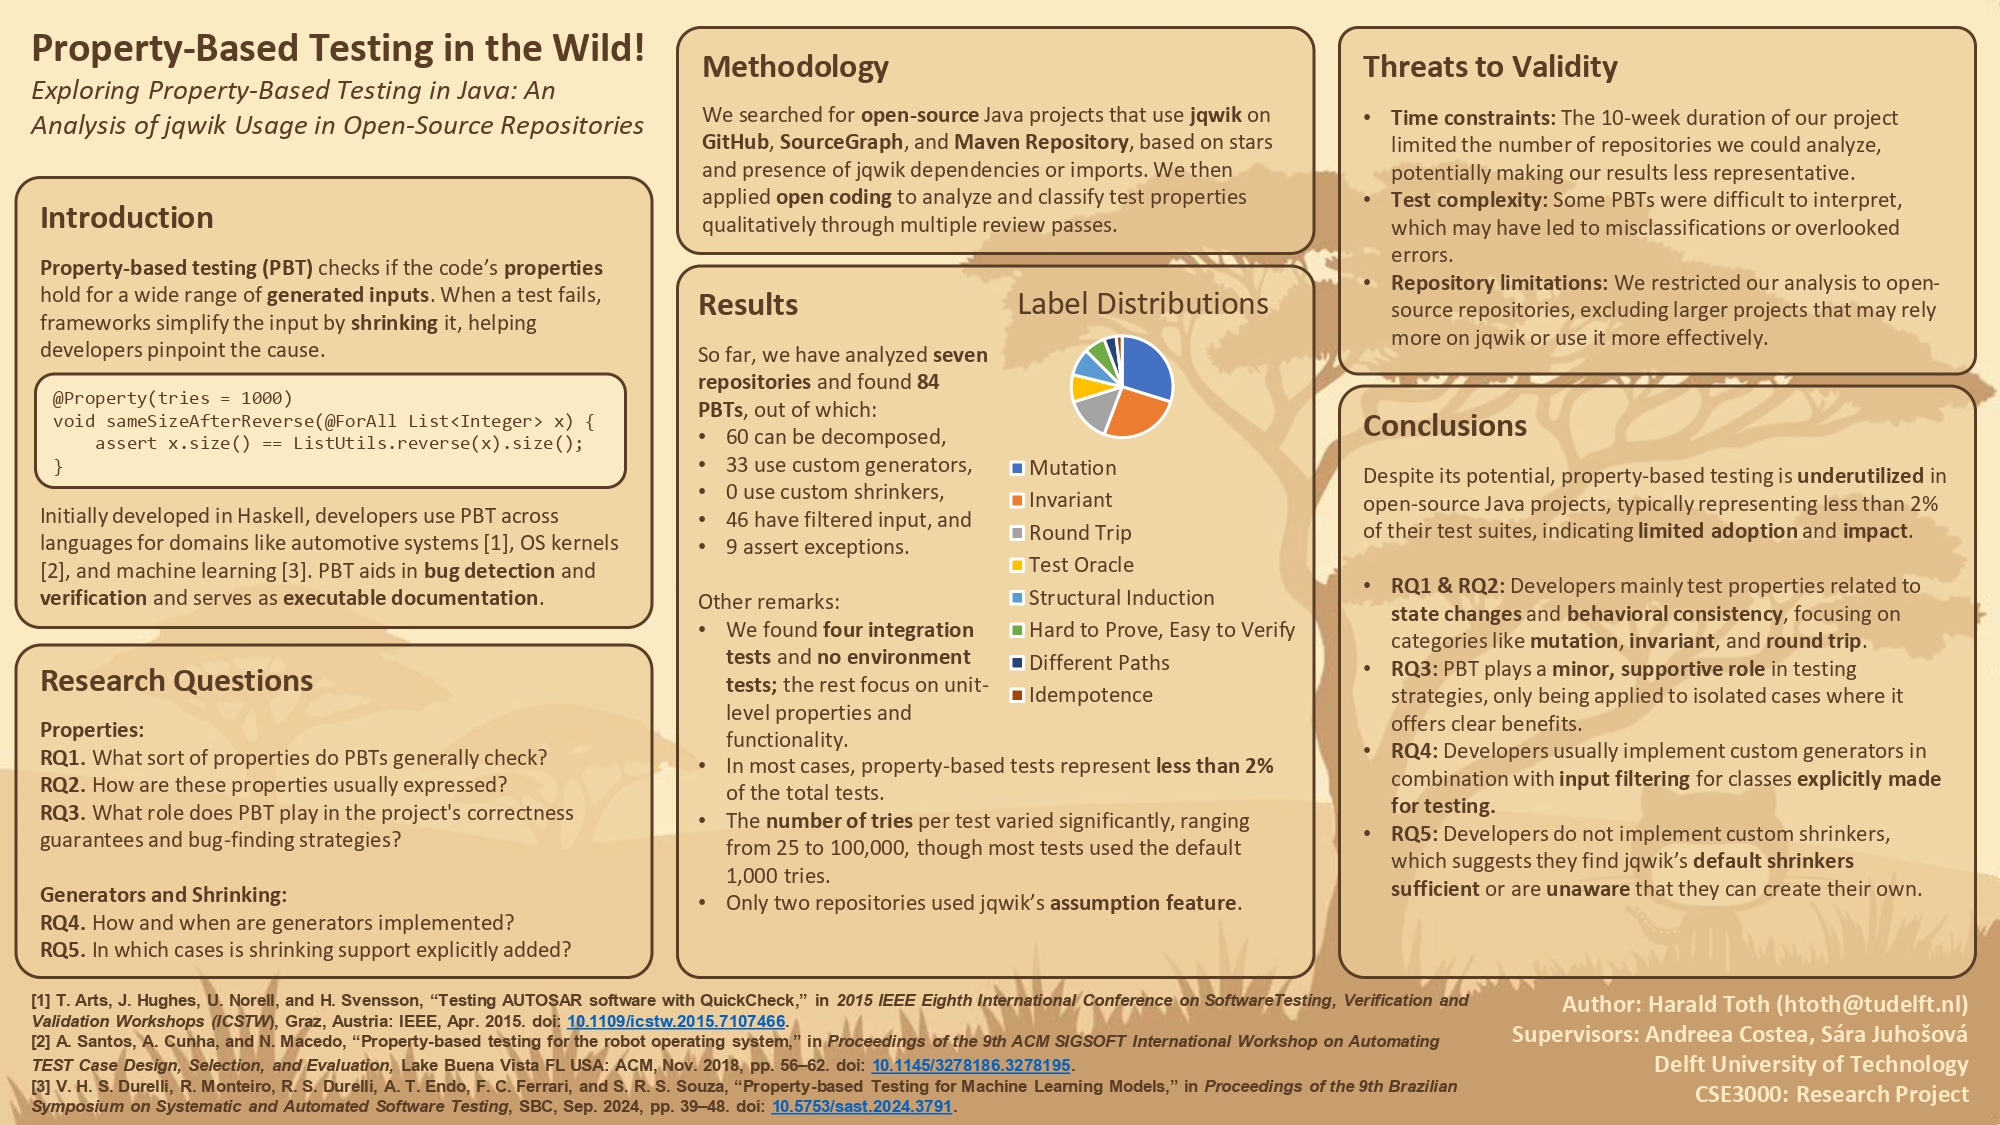 Property-Based Testing in the Wild!
Exploring Property-Based Testing in Java: An
Analysis of jqwik Usage in Open-Source Repositories
Introduction
Property-based testing (PBT) checks if the code’s properties
hold for a wide range of generated inputs. When a test fails,
frameworks simplify the input by shrinking it, helping
developers pinpoint the cause.
@Property(tries = 1000)
void sameSizeAfterReverse(@ForAll List<Integer> x) {
    assert x.size() == ListUtils.reverse(x).size();
}
Initially developed in Haskell, developers use PBT across
languages for domains like automotive systems [1], OS kernels
[2], and machine learning [3]. PBT aids in bug detection and
verification and serves as executable documentation.
Research Questions
Properties:
RQ1. What sort of properties do PBTs generally check?
RQ2. How are these properties usually expressed?
RQ3. What role does PBT play in the project's correctness
guarantees and bug-finding strategies?
Generators and Shrinking:
RQ4. How and when are generators implemented?
RQ5. In which cases is shrinking support explicitly added?
Methodology
We searched for open-source Java projects that use jqwik on
GitHub, SourceGraph, and Maven Repository, based on stars
and presence of jqwik dependencies or imports. We then
applied open coding to analyze and classify test properties
qualitatively through multiple review passes.
Results
So far, we have analyzed seven
repositories and found 84
PBTs, out of which:
• 60 can be decomposed,
• 33 use custom generators,
• 0 use custom shrinkers,
• 46 have filtered input, and
• 9 assert exceptions.
Other remarks:
• We found four integration
tests and no environment
tests; the rest focus on unit-
level properties and
functionality.
• In most cases, property-based tests represent less than 2%
of the total tests.
• The number of tries per test varied significantly, ranging
from 25 to 100,000, though most tests used the default
1,000 tries.
• Only two repositories used jqwik’s assumption feature.
Label Distributions
Mutation
Invariant
Round Trip
Test Oracle
Structural Induction
Hard to Prove, Easy to Verify
Different Paths
Idempotence
Threats to Validity
• Time constraints: The 10-week duration of our project
limited the number of repositories we could analyze,
potentially making our results less representative.
• Test complexity: Some PBTs were difficult to interpret,
which may have led to misclassifications or overlooked
errors.
• Repository limitations: We restricted our analysis to open-
source repositories, excluding larger projects that may rely
more on jqwik or use it more effectively.
Conclusions
Despite its potential, property-based testing is underutilized in
open-source Java projects, typically representing less than 2%
of their test suites, indicating limited adoption and impact.
• RQ1 & RQ2: Developers mainly test properties related to
state changes and behavioral consistency, focusing on
categories like mutation, invariant, and round trip.
• RQ3: PBT plays a minor, supportive role in testing
strategies, only being applied to isolated cases where it
offers clear benefits.
• RQ4: Developers usually implement custom generators in
combination with input filtering for classes explicitly made
for testing.
• RQ5: Developers do not implement custom shrinkers,
which suggests they find jqwik’s default shrinkers
sufficient or are unaware that they can create their own.
[1] T. Arts, J. Hughes, U. Norell, and H. Svensson, “Testing AUTOSAR software with QuickCheck,” in 2015 IEEE Eighth International Conference on SoftwareTesting, Verification and
Validation Workshops (ICSTW), Graz, Austria: IEEE, Apr. 2015. doi: 10.1109/icstw.2015.7107466.
[2] A. Santos, A. Cunha, and N. Macedo, “Property-based testing for the robot operating system,” in Proceedings of the 9th ACM SIGSOFT International Workshop on Automating
TEST Case Design, Selection, and Evaluation, Lake Buena Vista FL USA: ACM, Nov. 2018, pp. 56–62. doi: 10.1145/3278186.3278195.
[3] V. H. S. Durelli, R. Monteiro, R. S. Durelli, A. T. Endo, F. C. Ferrari, and S. R. S. Souza, “Property-based Testing for Machine Learning Models,” in Proceedings of the 9th Brazilian
Symposium on Systematic and Automated Software Testing, SBC, Sep. 2024, pp. 39–48. doi: 10.5753/sast.2024.3791.
Author: Harald Toth (htoth@tudelft.nl)
Supervisors: Andreea Costea, Sára Juhošová
Delft University of Technology
CSE3000: Research Project